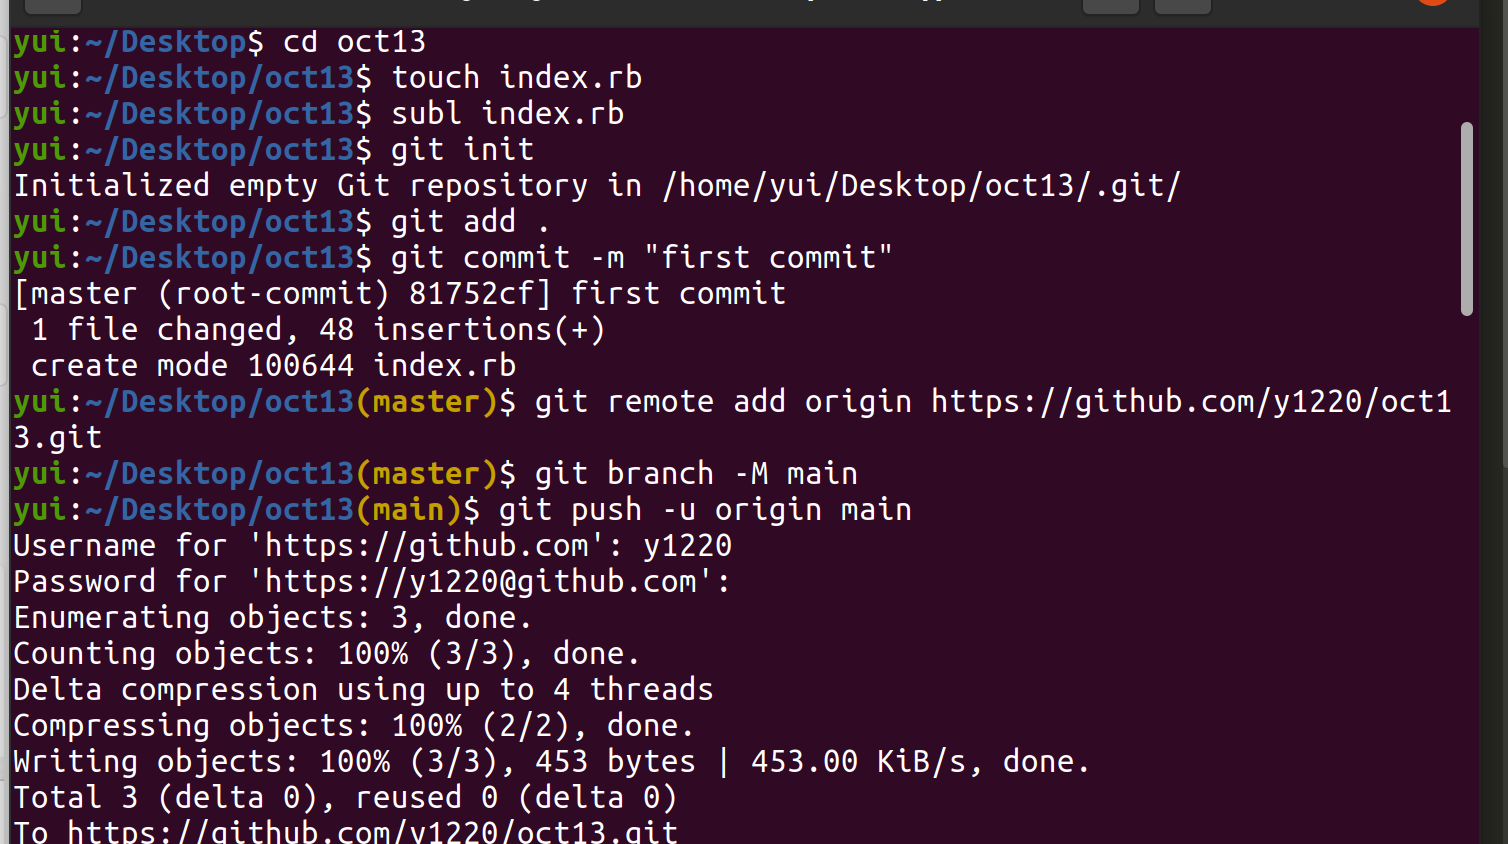 yui:~/Desktop$ cd oct13
yui:~/Desktop/oct13$ touch index.rb
yui:~/Desktop/oct13$ subl index.rb
yui:~/Desktop/oct13$ git init
Initialized empty Git repository in /home/yui/Desktop/oct13/.git/
yui:~/Desktop/oct13$ git add .
yui:~/Desktop/oct13$ git commit -m "first commit"
[master (root-commit) 81752cf] first commit
 1 file changed, 48 insertions(+)
 create mode 100644 index.rb
yui:~/Desktop/oct13(master)$ git remote add origin https://github.com/y1220/oct1
3.git
yui:~/Desktop/oct13(master)$ git branch -M main
yui:~/Desktop/oct13(main)$ git push -u origin main
Username for 'https://github.com': y1220
Password for 'https://y1220@github.com':
Enumerating objects: 3, done.
Counting objects: 100% (3/3), done.
Delta compression using up to 4 threads
Compressing objects: 100% (2/2), done.
Writing objects: 100% (3/3), 453 bytes | 453.00 KiB/s, done.
Total 3 (delta 0), reused 0 (delta 0)
To https://github.com/y1220/oct13.git